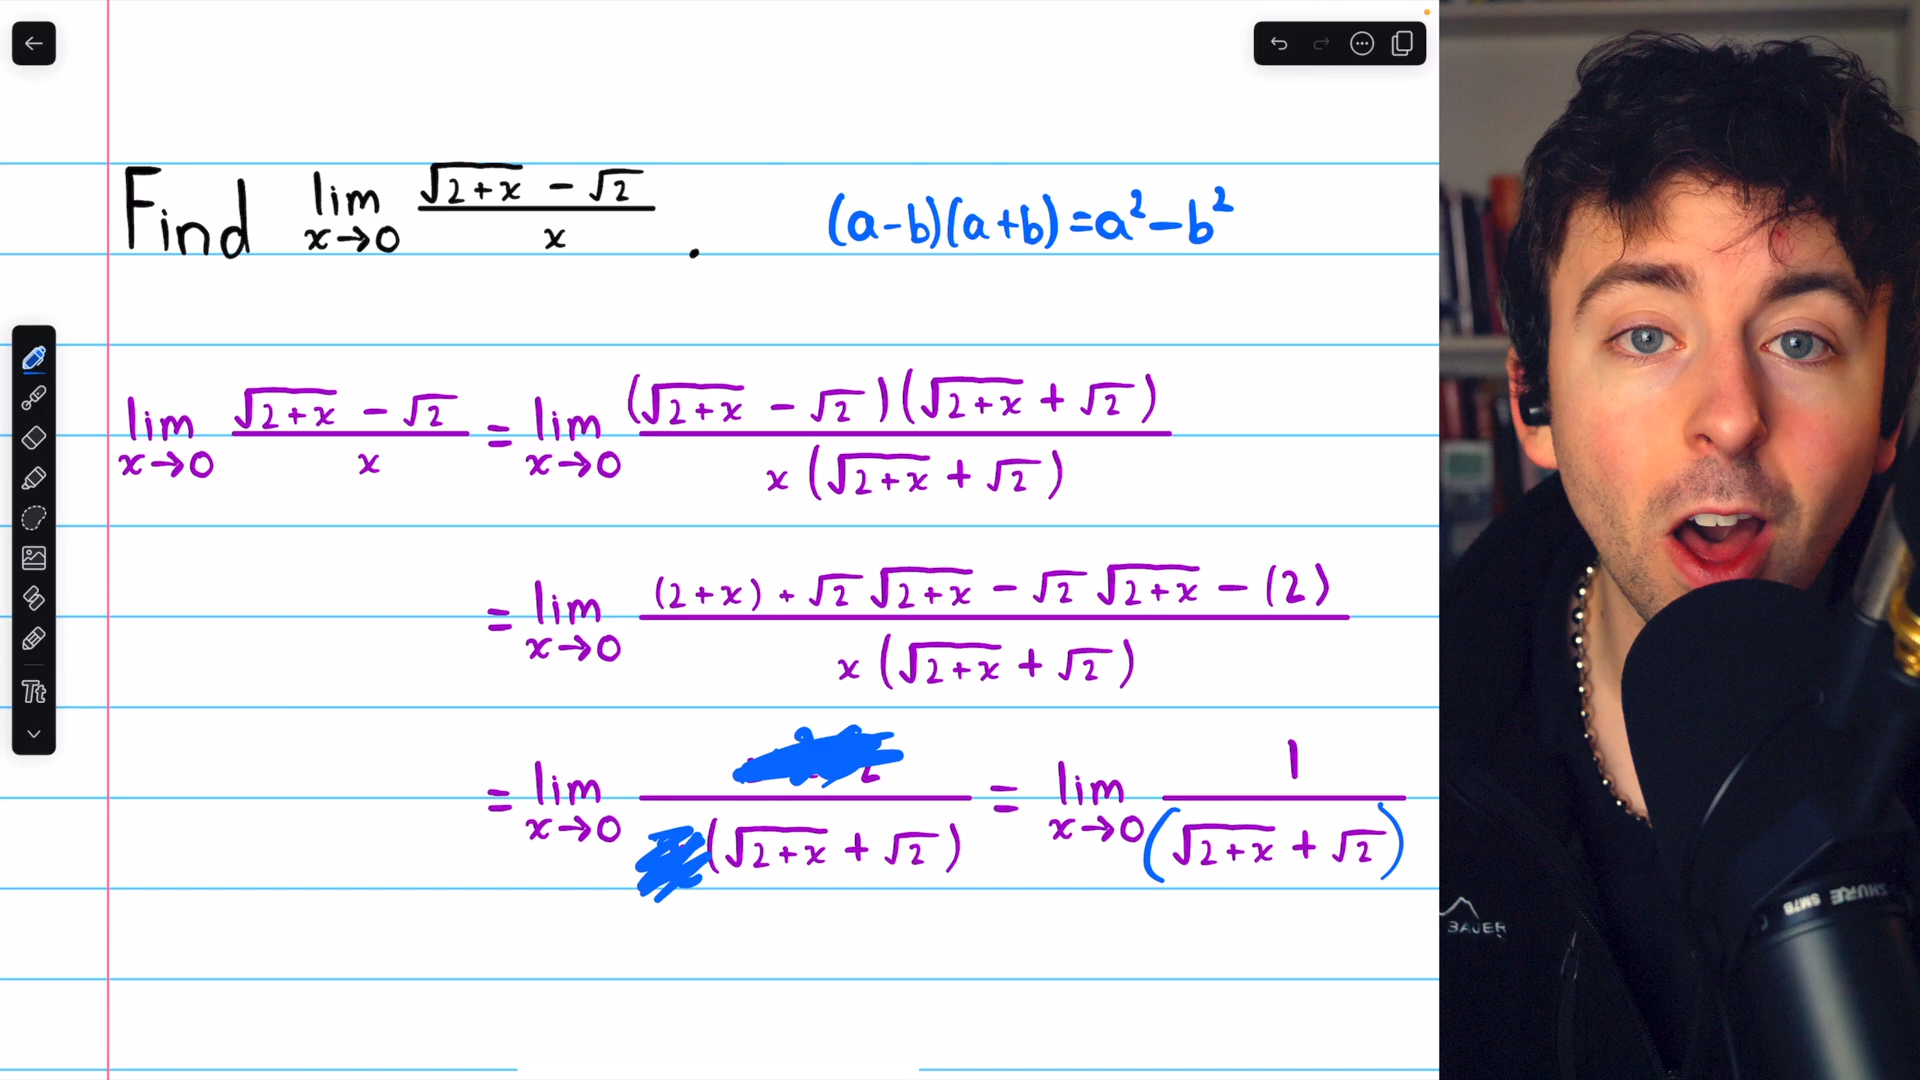 Find lim x→0 (√(2+x) − √2)/x . (a-b)(a+b)=a²-b²
lim x→0 (√(2+x) − √2)/x = lim x→0 (√(2+x) − √2)(√(2+x) + √2)/x(√(2+x) + √2)
= lim x→0 ((2+x) + √2 √(2+x) − √2 √(2+x) − (2))/x(√(2+x) + √2)
= lim x→0 /(√(2+x) + √2) = lim x→0 1/(√(2+x) + √2)
Tt
BAUER
SHURE
SM7B